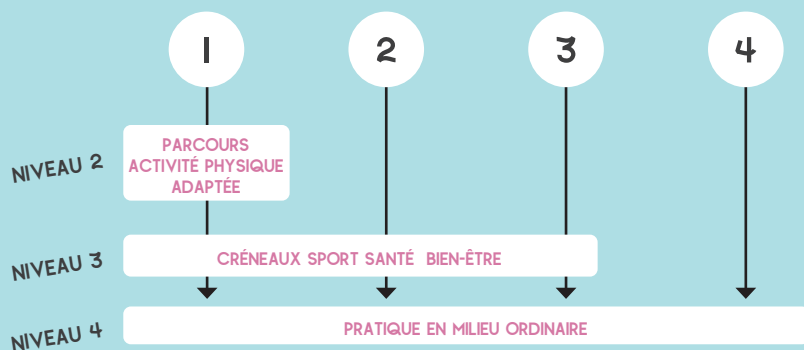 1 2 3 4
NIVEAU 2
PARCOURS
ACTIVITÉ PHYSIQUE
ADAPTÉE
NIVEAU 3
CRÉNEAUX SPORT SANTÉ BIEN-ÊTRE
NIVEAU 4
PRATIQUE EN MILIEU ORDINAIRE